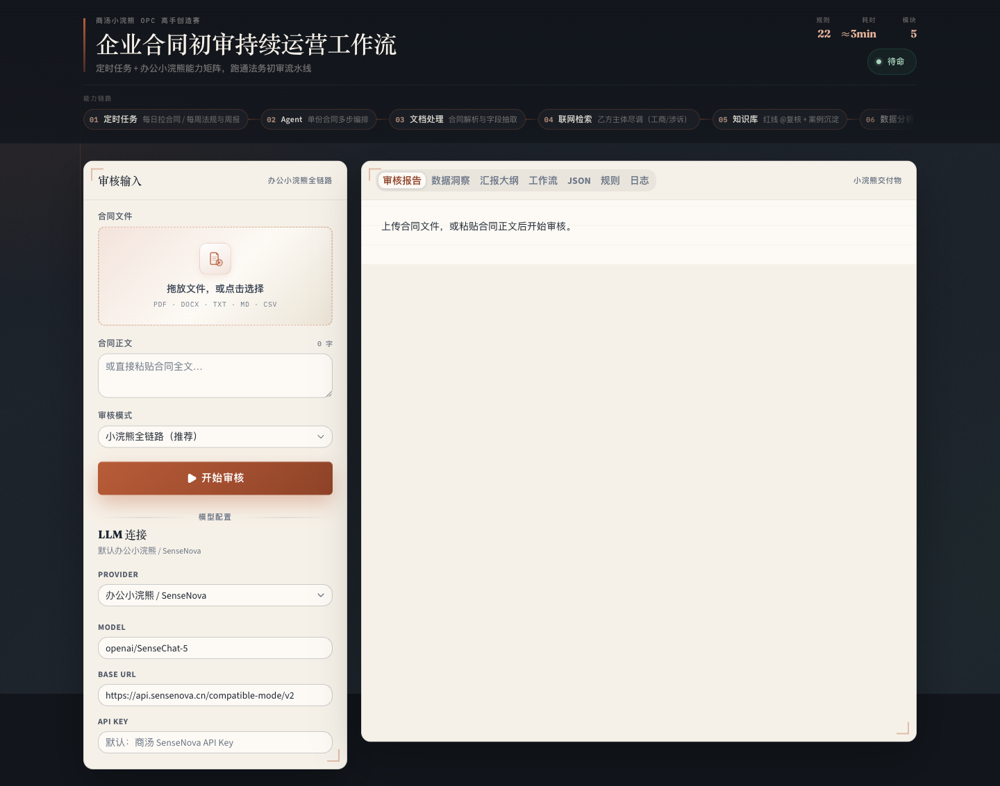 商汤小浣熊 OPC 高手创造赛
企业合同初审持续运营工作流
定时任务 + 办公小浣熊能力矩阵，跑通法务初审流水线
规则 耗时 模块
22 ≈3min 5
待命
能力链路
01 定时任务 每日拉合同 / 每周法规与周报
02 Agent 单份合同多步编排
03 文档处理 合同解析与字段抽取
04 联网检索 乙方主体尽调（工商/涉诉）
05 知识库 红线 @复核 + 案例沉淀
06 数据分析
审核输入 办公小浣熊全链路
合同文件
拖放文件，或点击选择
PDF · DOCX · TXT · MD · CSV
合同正文 0 字
或直接粘贴合同全文…
审核模式
小浣熊全链路（推荐）
开始审核
模型配置
LLM 连接
默认办公小浣熊 / SenseNova
PROVIDER
办公小浣熊 / SenseNova
MODEL
openai/SenseChat-5
BASE URL
https://api.sensenova.cn/compatible-mode/v2
API KEY
默认：商汤 SenseNova API Key
审核报告 数据洞察 汇报大纲 工作流 JSON 规则 日志 小浣熊交付物
上传合同文件，或粘贴合同正文后开始审核。